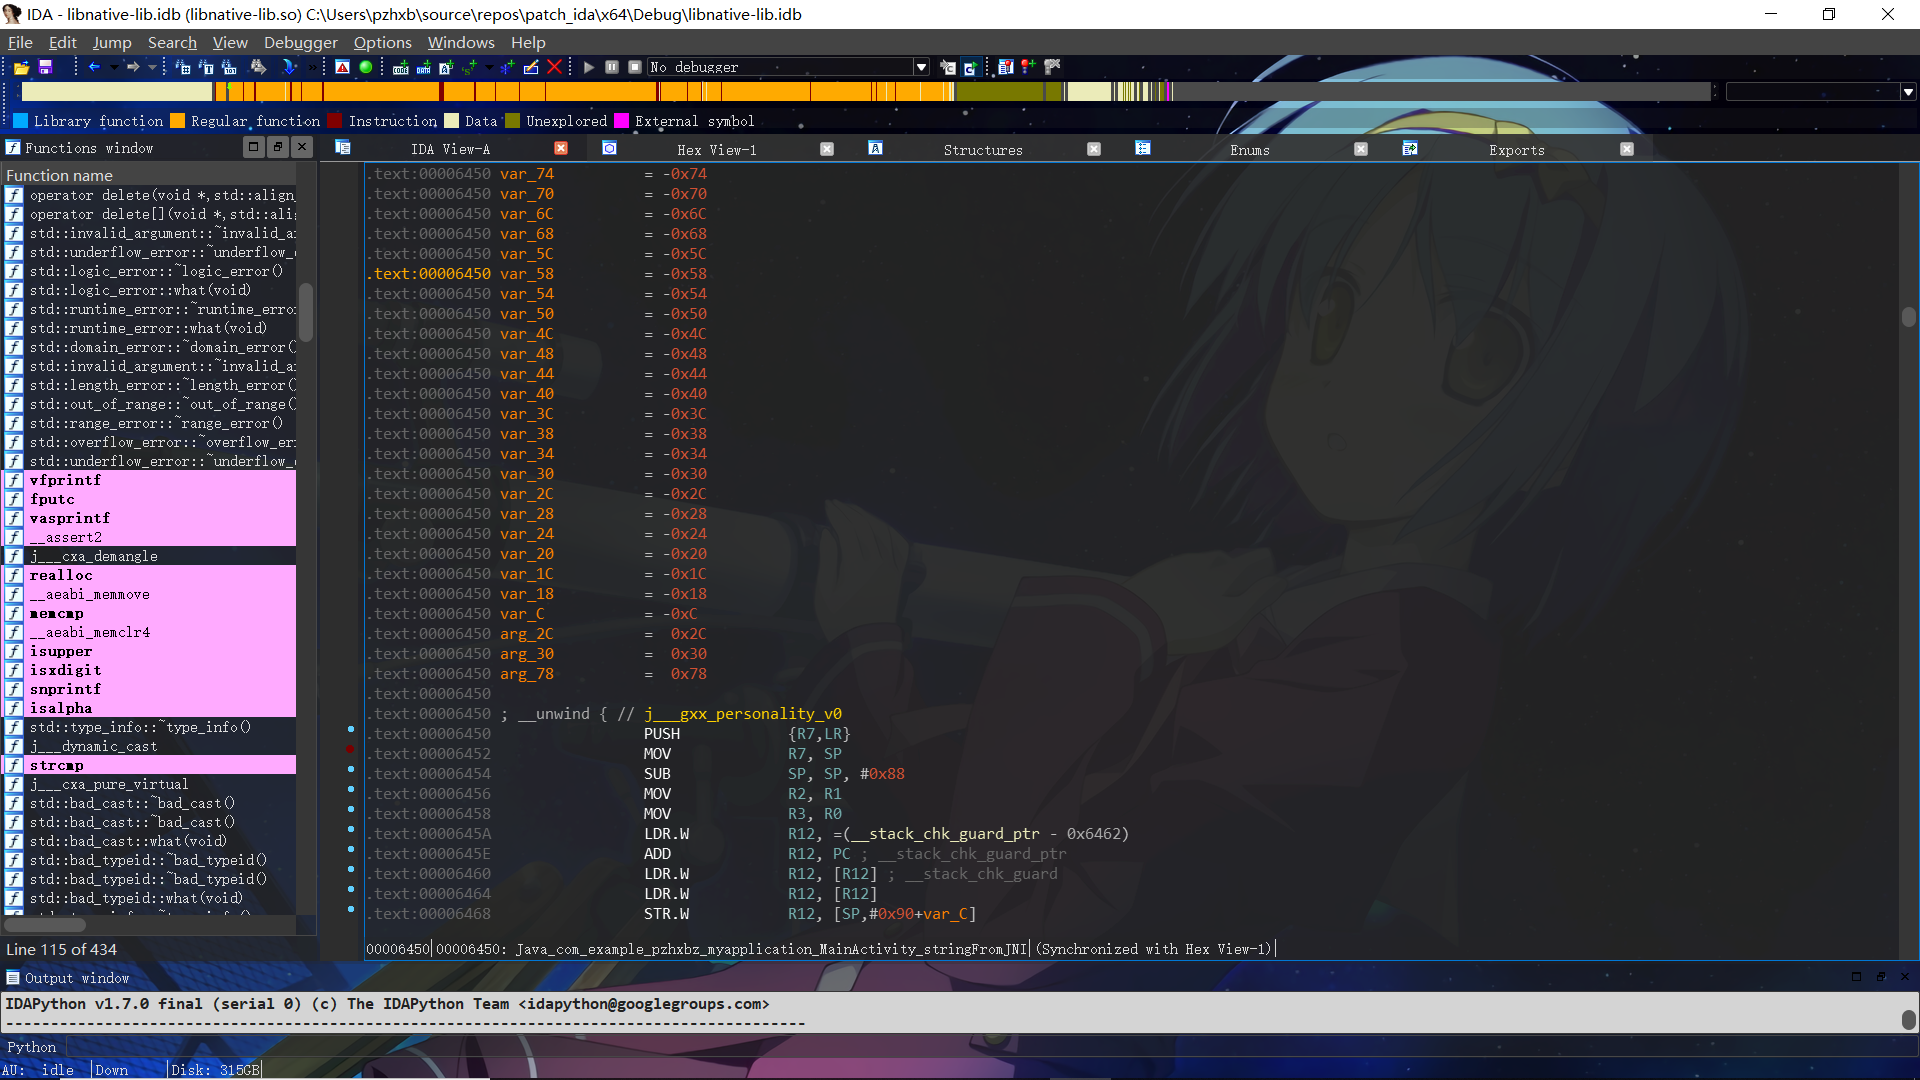 IDA - libnative-lib.idb (libnative-lib.so) C:\Users\pzhxb\source\repos\patch_ida\x64\Debug\libnative-lib.idb
File Edit Jump Search View Debugger Options Windows Help
No debugger
Library function Regular function Instruction Data Unexplored External symbol
Functions window
IDA View-A Hex View-1 Structures Enums Exports
Function name
operator delete(void *,std::align_
operator delete[](void *,std::ali
std::invalid_argument::~invalid_a
std::underflow_error::~underflow_
std::logic_error::~logic_error()
std::logic_error::what(void)
std::runtime_error::~runtime_erro
std::runtime_error::what(void)
std::domain_error::~domain_error()
std::invalid_argument::~invalid_a
std::length_error::~length_error()
std::out_of_range::~out_of_range()
std::range_error::~range_error()
std::overflow_error::~overflow_er
std::underflow_error::~underflow_
vfprintf
fputc
vasprintf
__assert2
j___cxa_demangle
realloc
__aeabi_memmove
memcmp
__aeabi_memclr4
isupper
isxdigit
snprintf
isalpha
std::type_info::~type_info()
j___dynamic_cast
strcmp
j___cxa_pure_virtual
std::bad_cast::~bad_cast()
std::bad_cast::~bad_cast()
std::bad_cast::what(void)
std::bad_typeid::~bad_typeid()
std::bad_typeid::~bad_typeid()
std::bad_typeid::what(void)
Line 115 of 434
.text:00006450 var_74 = -0x74
.text:00006450 var_70 = -0x70
.text:00006450 var_6C = -0x6C
.text:00006450 var_68 = -0x68
.text:00006450 var_5C = -0x5C
.text:00006450 var_58 = -0x58
.text:00006450 var_54 = -0x54
.text:00006450 var_50 = -0x50
.text:00006450 var_4C = -0x4C
.text:00006450 var_48 = -0x48
.text:00006450 var_44 = -0x44
.text:00006450 var_40 = -0x40
.text:00006450 var_3C = -0x3C
.text:00006450 var_38 = -0x38
.text:00006450 var_34 = -0x34
.text:00006450 var_30 = -0x30
.text:00006450 var_2C = -0x2C
.text:00006450 var_28 = -0x28
.text:00006450 var_24 = -0x24
.text:00006450 var_20 = -0x20
.text:00006450 var_1C = -0x1C
.text:00006450 var_18 = -0x18
.text:00006450 var_C = -0xC
.text:00006450 arg_2C = 0x2C
.text:00006450 arg_30 = 0x30
.text:00006450 arg_78 = 0x78
.text:00006450
.text:00006450 ; __unwind { // j___gxx_personality_v0
.text:00006450 PUSH {R7,LR}
.text:00006452 MOV R7, SP
.text:00006454 SUB SP, SP, #0x88
.text:00006456 MOV R2, R1
.text:00006458 MOV R3, R0
.text:0000645A LDR.W R12, =(__stack_chk_guard_ptr - 0x6462)
.text:0000645E ADD R12, PC ; __stack_chk_guard_ptr
.text:00006460 LDR.W R12, [R12] ; __stack_chk_guard
.text:00006464 LDR.W R12, [R12]
.text:00006468 STR.W R12, [SP,#0x90+var_C]
00006450 00006450: Java_com_example_pzhxbz_myapplication_MainActivity_stringFromJNI (Synchronized with Hex View-1)
Output window
IDAPython v1.7.0 final (serial 0) (c) The IDAPython Team <idapython@googlegroups.com>
----------------------------------------------------------------------------------------
Python
AU: idle Down Disk: 315GB